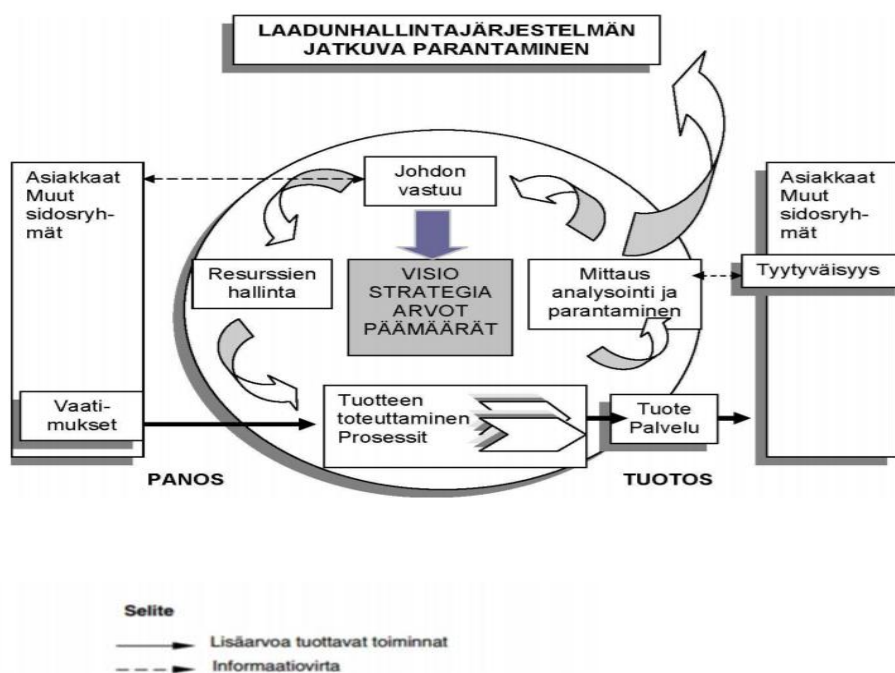 LAADUNHALLINTAJÄRJESTELMÄN
JATKUVA PARANTAMINEN
Asiakkaat
Muut
sidosryh-
mät
Johdon
vastuu
Asiakkaat
Muut
sidosryh-
mät
Resurssien
hallinta
VISIO
STRATEGIA
ARVOT
PÄÄMÄÄRÄT
Mittaus
analysointi ja
parantaminen
Tyytyväisyys
Vaati-
mukset
Tuotteen
toteuttaminen
Prosessit
Tuote
Palvelu
PANOS
TUOTOS
Selite
Lisäarvoa tuottavat toiminnat
Informaatiovirta